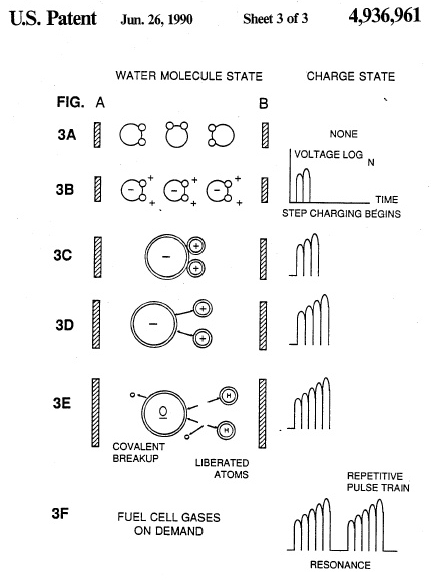 U.S. Patent Jun. 26, 1990 Sheet 3 of 3 4,936,961
WATER MOLECULE STATE CHARGE STATE
FIG. A B
3A NONE
VOLTAGE LOG N
3B - + + - + + - + +
TIME
STEP CHARGING BEGINS
3C - + +
3D - + +
3E O H H
COVALENT
BREAKUP
LIBERATED
ATOMS
REPETITIVE
PULSE TRAIN
3F FUEL CELL GASES
ON DEMAND
RESONANCE